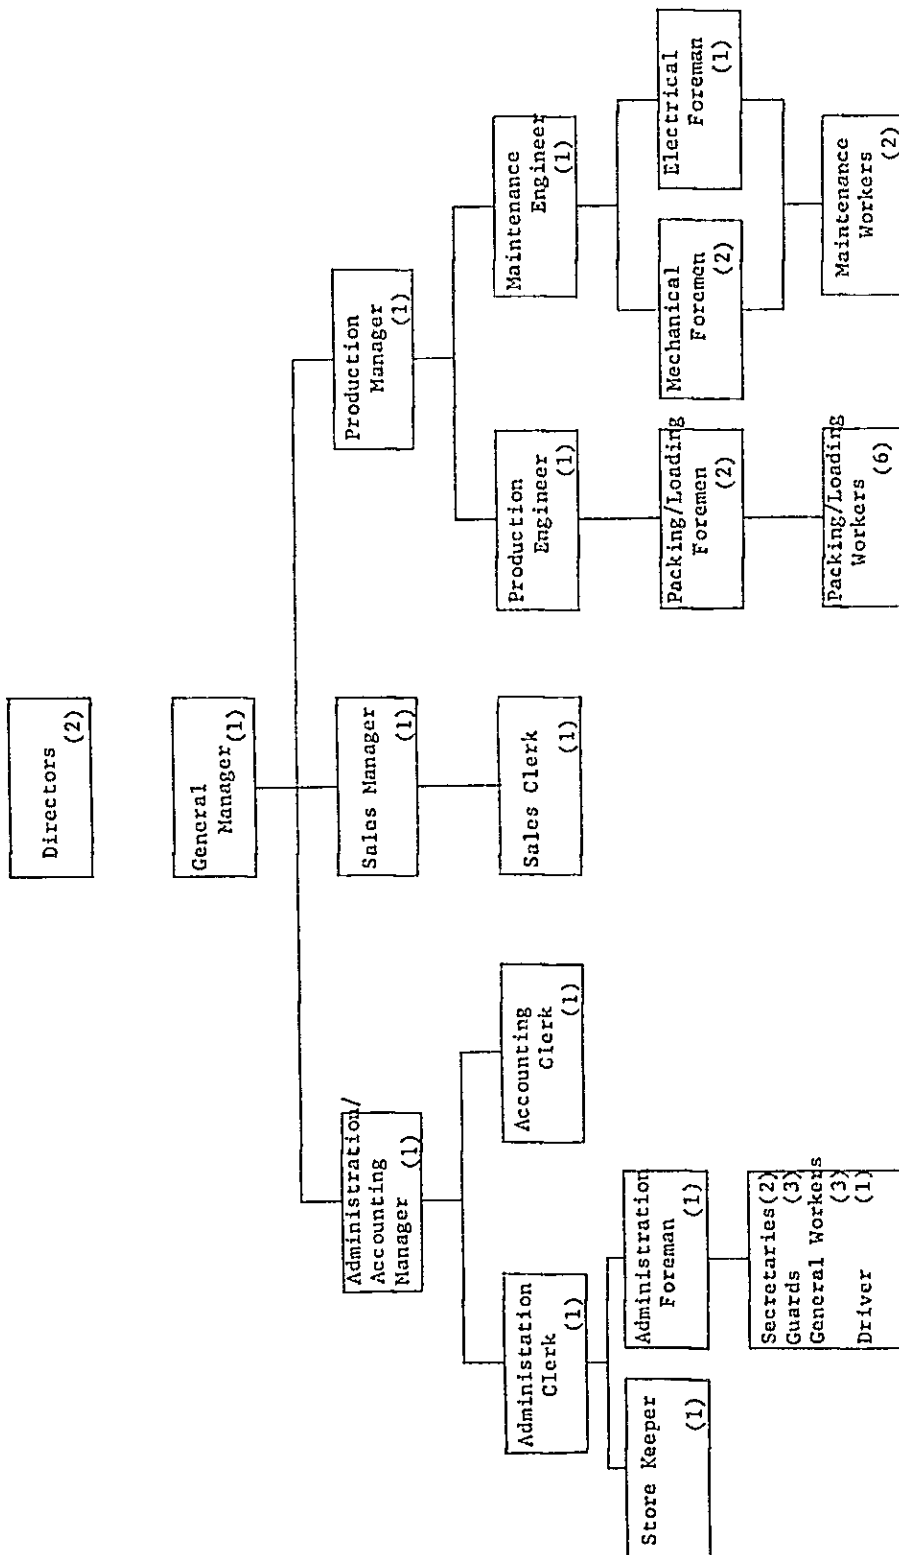 Directors
(2)
General
Manager(1)
Administration/
Accounting
Manager (1)
Sales Manager
(1)
Production
Manager
(1)
Administation
Clerk
(1)
Accounting
Clerk
(1)
Sales Clerk
(1)
Production
Engineer
(1)
Maintenance
Engineer
(1)
Store Keeper
(1)
Administration
Foreman
(1)
Packing/Loading
Foremen
(2)
Mechanical
Foremen
(2)
Electrical
Foreman
(1)
Secretaries(2)
Guards (3)
General Workers
(3)
Driver (1)
Packing/Loading
Workers
(6)
Maintenance
Workers
(2)